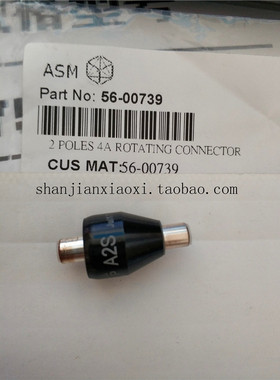 ASM
Part No: 56-00739
2 POLES 4A ROTATING CONNECTOR
CUS MAT:56-00739
shanjianxiaoxi.taobao.com
A2S